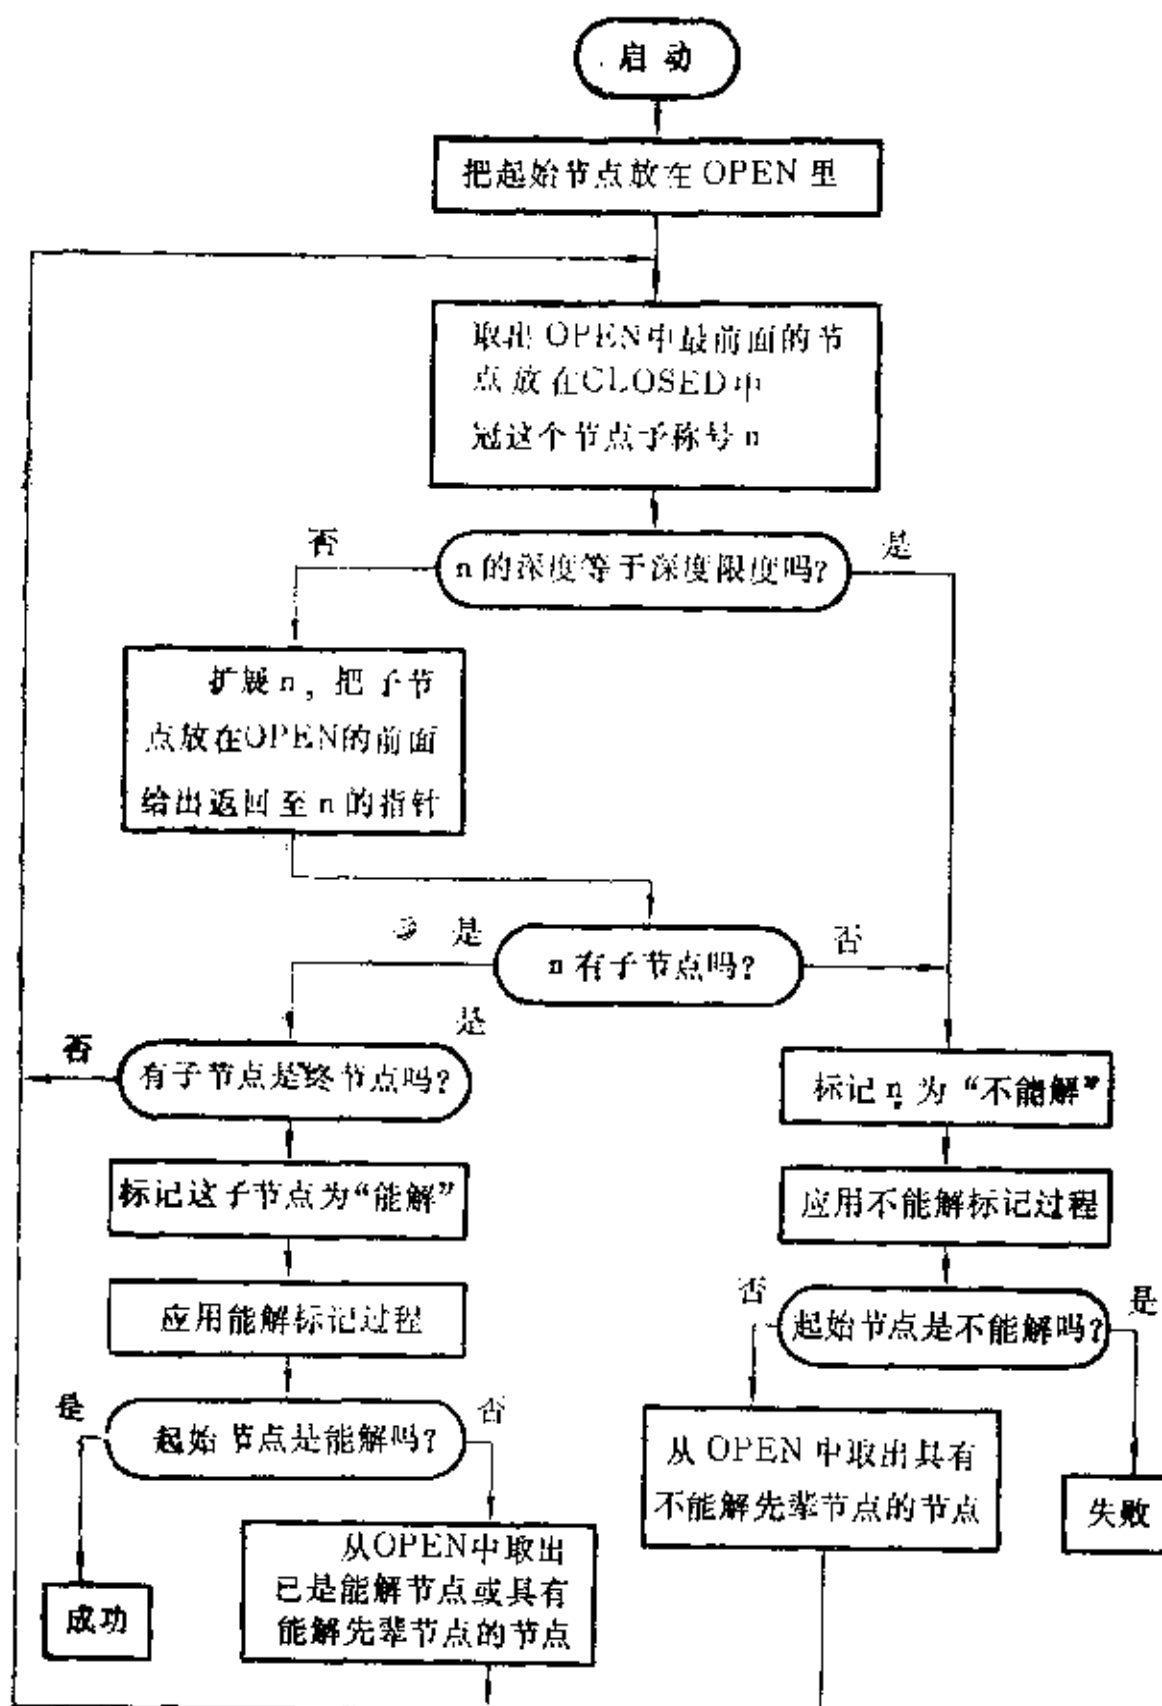 启动
把起始节点放在OPEN里
取出OPEN中最前面的节
点放在CLOSED中
冠这个节点予称号n
否
n的深度等于深度限度吗?
是
扩展n，把子节
点放在OPEN的前面
给出返回至n的指针
是
n有子节点吗?
否
是
否
有子节点是终节点吗?
标记n为“不能解”
标记这子节点为“能解”
应用不能解标记过程
应用能解标记过程
否
起始节点是不能解吗?
是
是
起始节点是能解吗?
否
从OPEN中取出具有
不能解先辈节点的节点
失败
从OPEN中取出
已是能解节点或具有
能解先辈节点的节点
成功